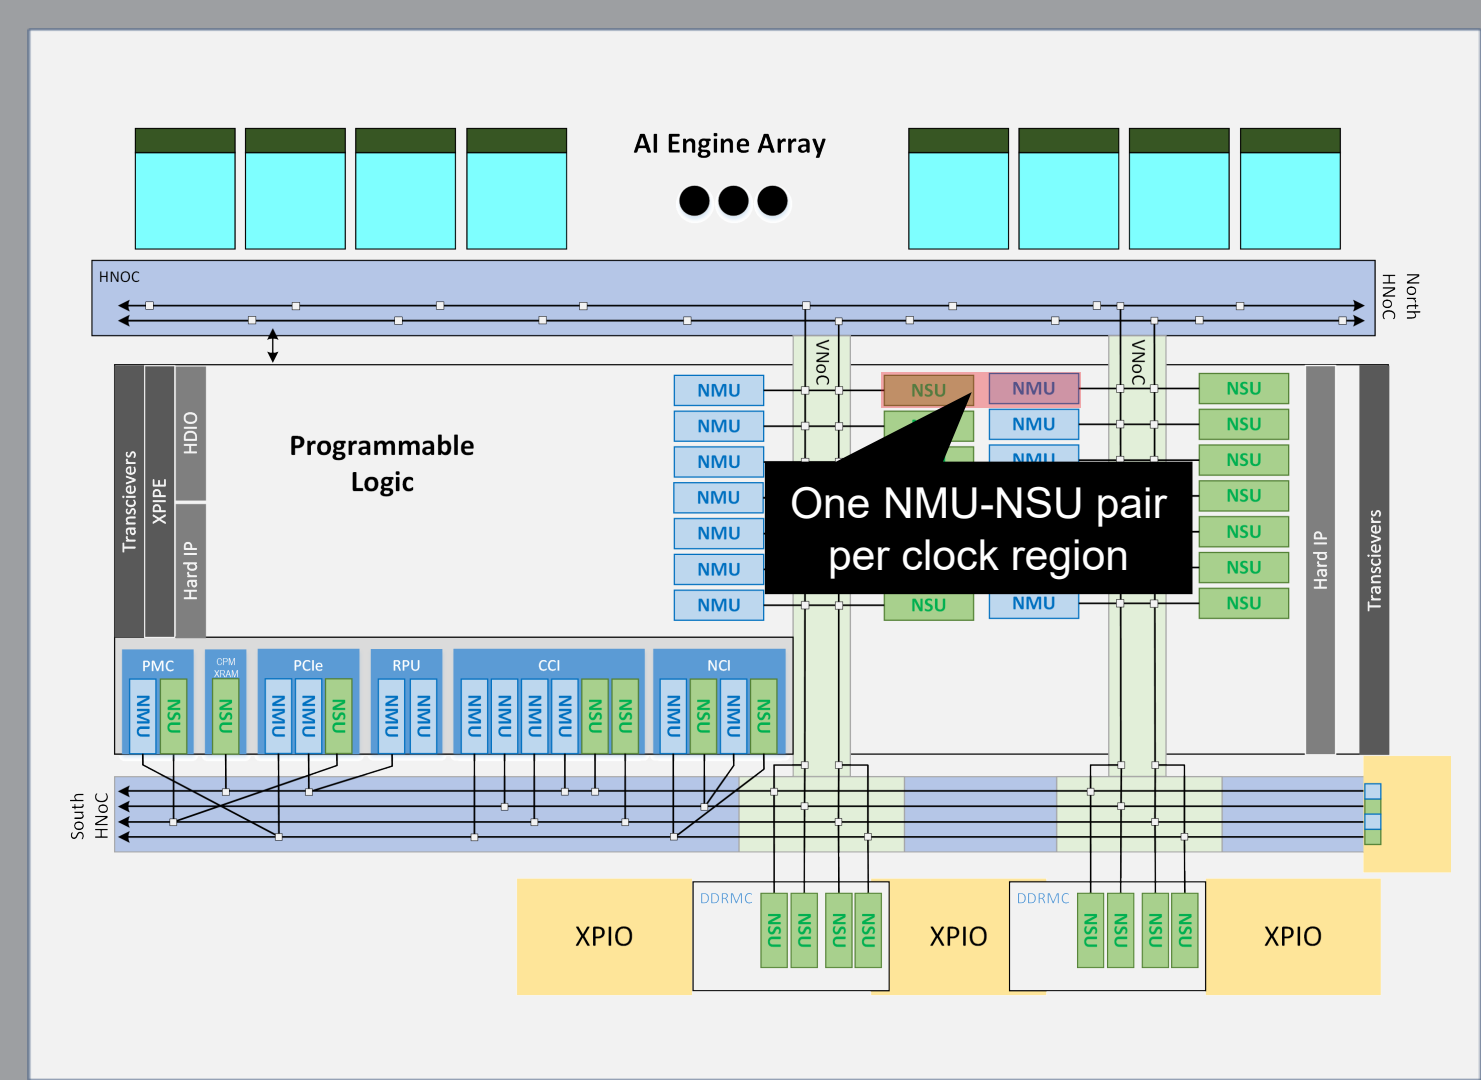 AI Engine Array
HNOC
North
HNoC
VNoC
VNoC
NMU
NSU
NMU
NSU
NMU
NMU
NSU
NMU
NMU
NSU
NMU
NSU
NMU
NSU
NMU
NSU
NMU
NSU
NMU
NSU
One NMU-NSU pair
per clock region
Programmable
Logic
Transcievers
XPIPE
HDIO
Hard IP
Hard IP
Transcievers
PMC
NMU
NSU
CPM
XRAM
NSU
PCIe
NMU
NMU
NSU
RPU
NMU
NMU
CCI
NMU
NMU
NMU
NMU
NSU
NSU
NCI
NMU
NSU
NMU
NSU
South
HNoC
XPIO
DDRMC
NSU
NSU
NSU
NSU
XPIO
DDRMC
NSU
NSU
NSU
NSU
XPIO